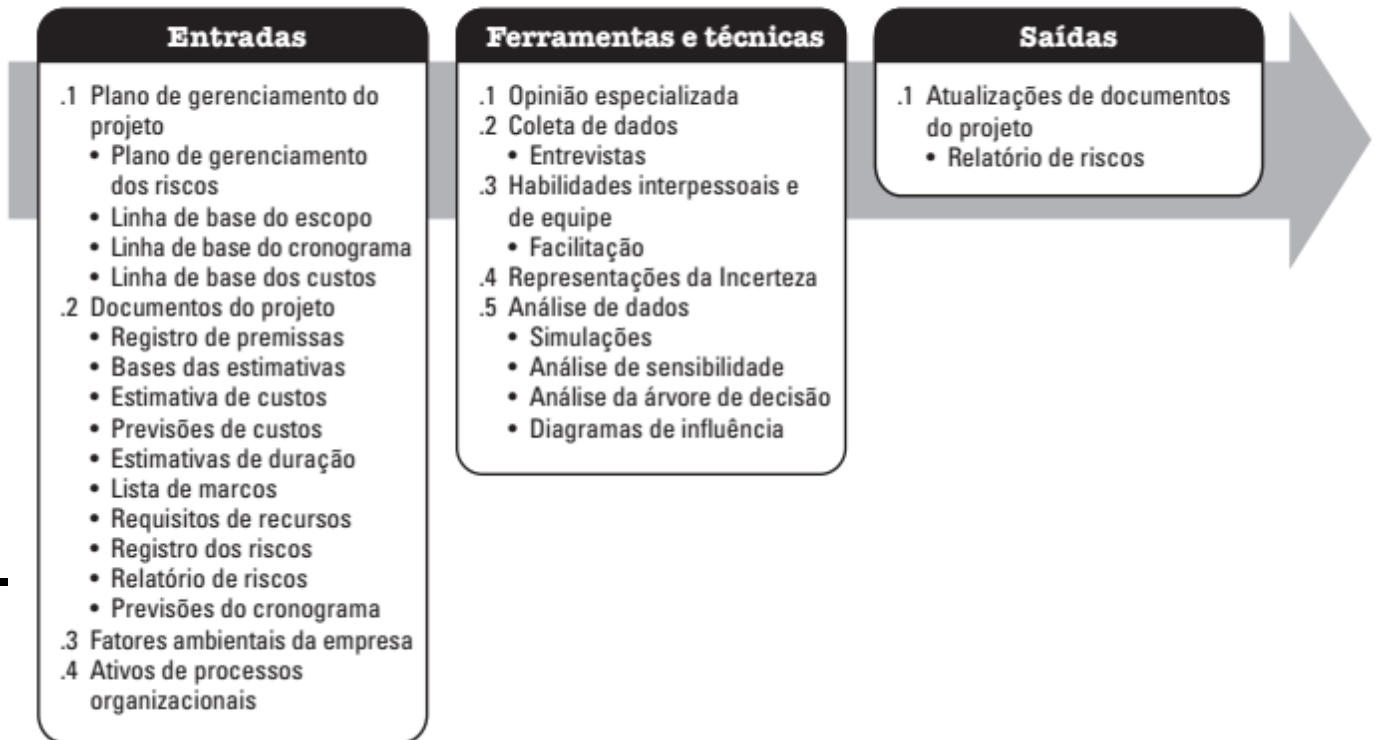 Entradas
.1 Plano de gerenciamento do
projeto
• Plano de gerenciamento
dos riscos
• Linha de base do escopo
• Linha de base do cronograma
• Linha de base dos custos
.2 Documentos do projeto
• Registro de premissas
• Bases das estimativas
• Estimativa de custos
• Previsões de custos
• Estimativas de duração
• Lista de marcos
• Requisitos de recursos
• Registro dos riscos
• Relatório de riscos
• Previsões do cronograma
.3 Fatores ambientais da empresa
.4 Ativos de processos
organizacionais
Ferramentas e técnicas
.1 Opinião especializada
.2 Coleta de dados
• Entrevistas
.3 Habilidades interpessoais e
de equipe
• Facilitação
.4 Representações da Incerteza
.5 Análise de dados
• Simulações
• Análise de sensibilidade
• Análise da árvore de decisão
• Diagramas de influência
Saídas
.1 Atualizações de documentos
do projeto
• Relatório de riscos